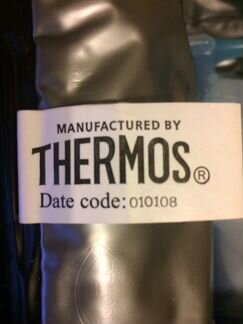 MANUFACTURED BY
THERMOS®
Date code: 010108